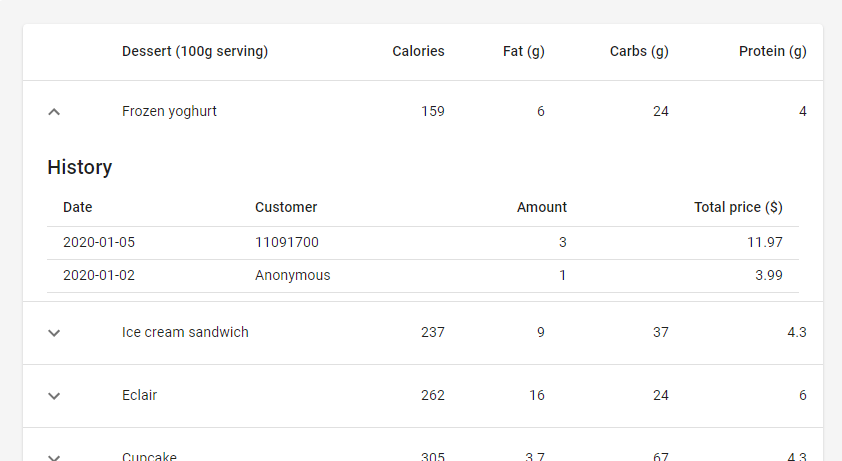 Dessert (100g serving) Calories Fat (g) Carbs (g) Protein (g)
Frozen yoghurt 159 6 24 4
History
Date Customer Amount Total price ($)
2020-01-05 11091700 3 11.97
2020-01-02 Anonymous 1 3.99
Ice cream sandwich 237 9 37 4.3
Eclair 262 16 24 6
Cupcake 305 3.7 67 4.3